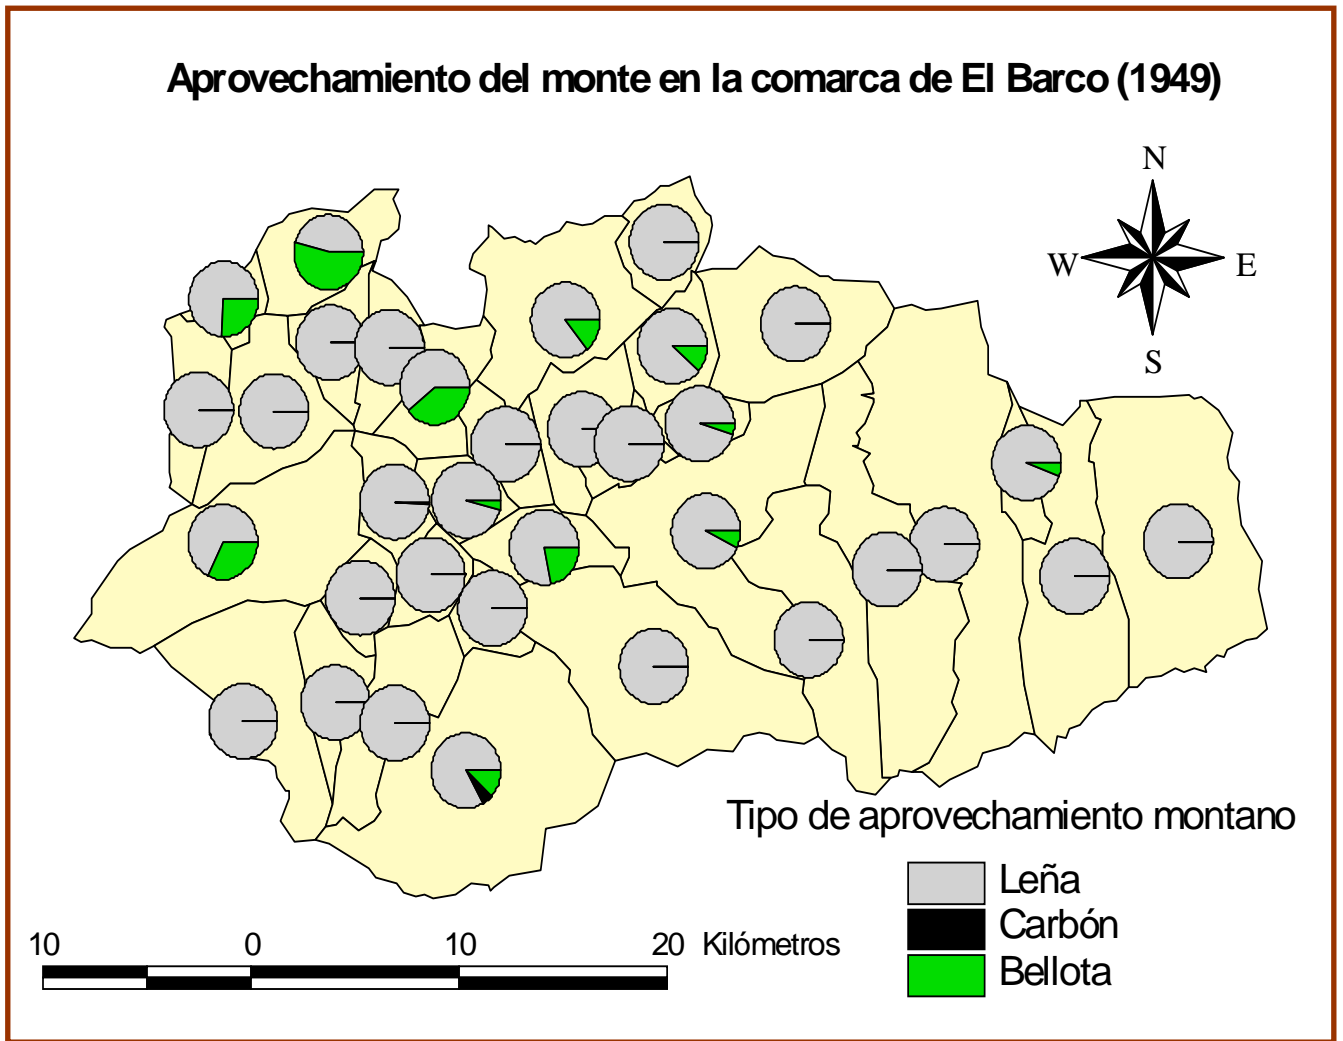 Aprovechamiento del monte en la comarca de El Barco (1949)
N
W
E
S
Tipo de aprovechamiento montano
Leña
Carbón
Bellota
10 0 10 20 Kilómetros